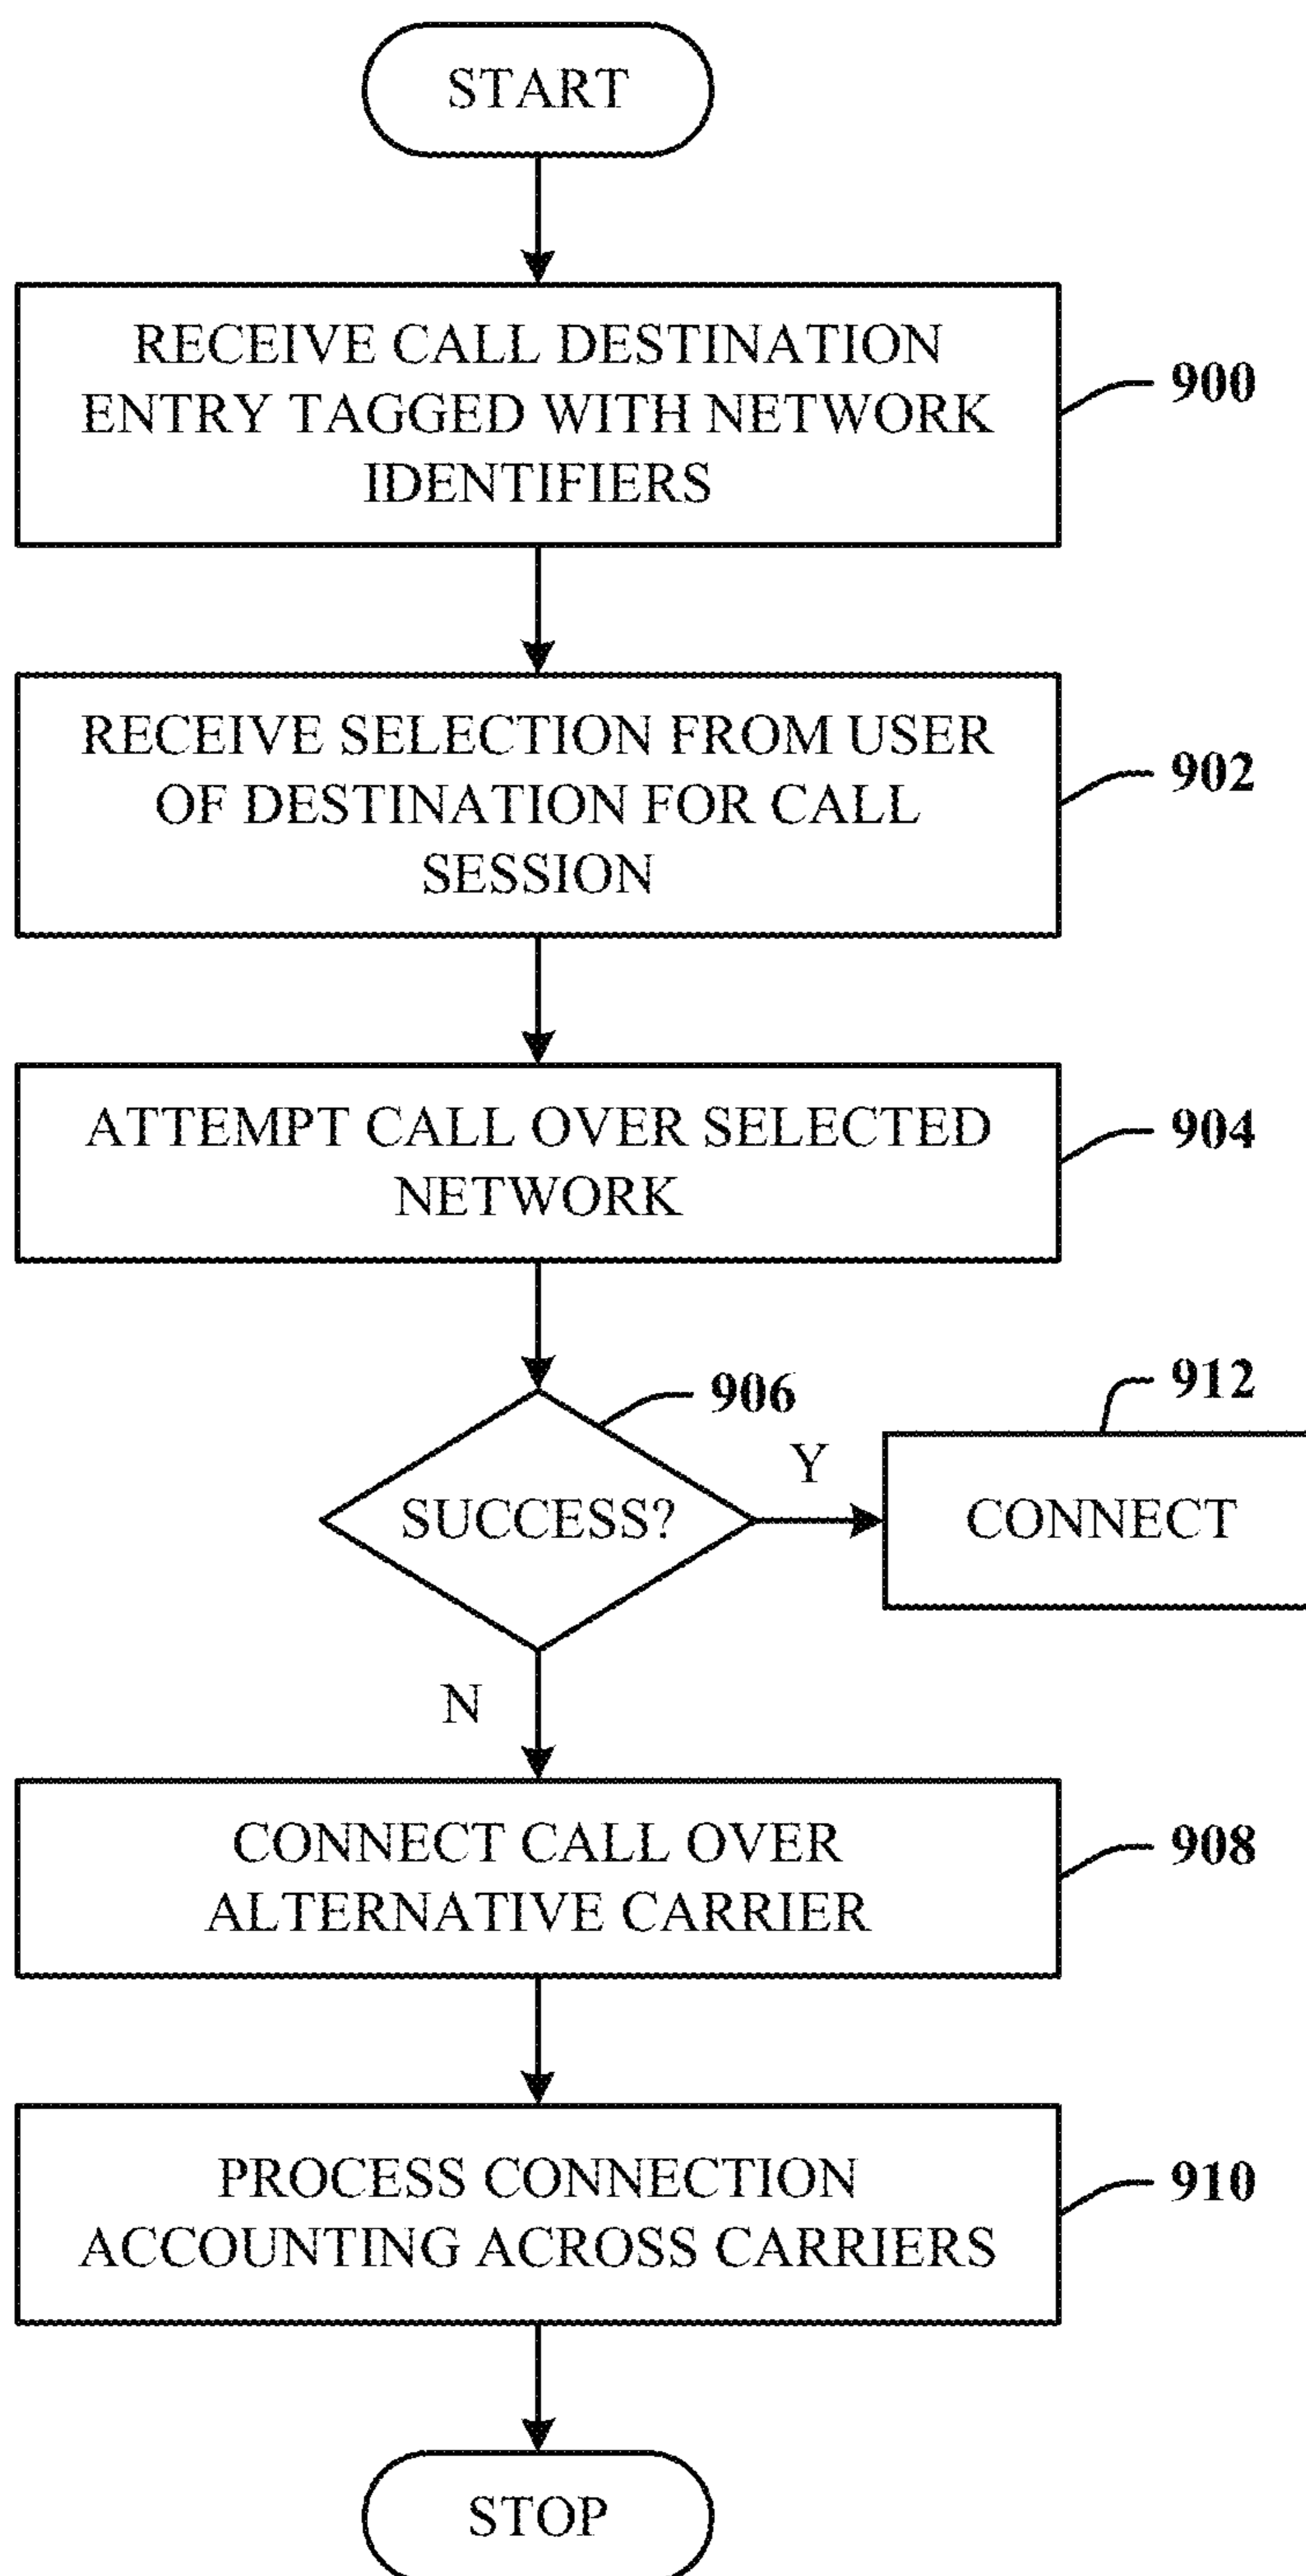 START
RECEIVE CALL DESTINATION
ENTRY TAGGED WITH NETWORK
IDENTIFIERS
900
RECEIVE SELECTION FROM USER
OF DESTINATION FOR CALL
SESSION
902
ATTEMPT CALL OVER SELECTED
NETWORK
904
906
SUCCESS?
Y
912
CONNECT
N
CONNECT CALL OVER
ALTERNATIVE CARRIER
908
PROCESS CONNECTION
ACCOUNTING ACROSS CARRIERS
910
STOP